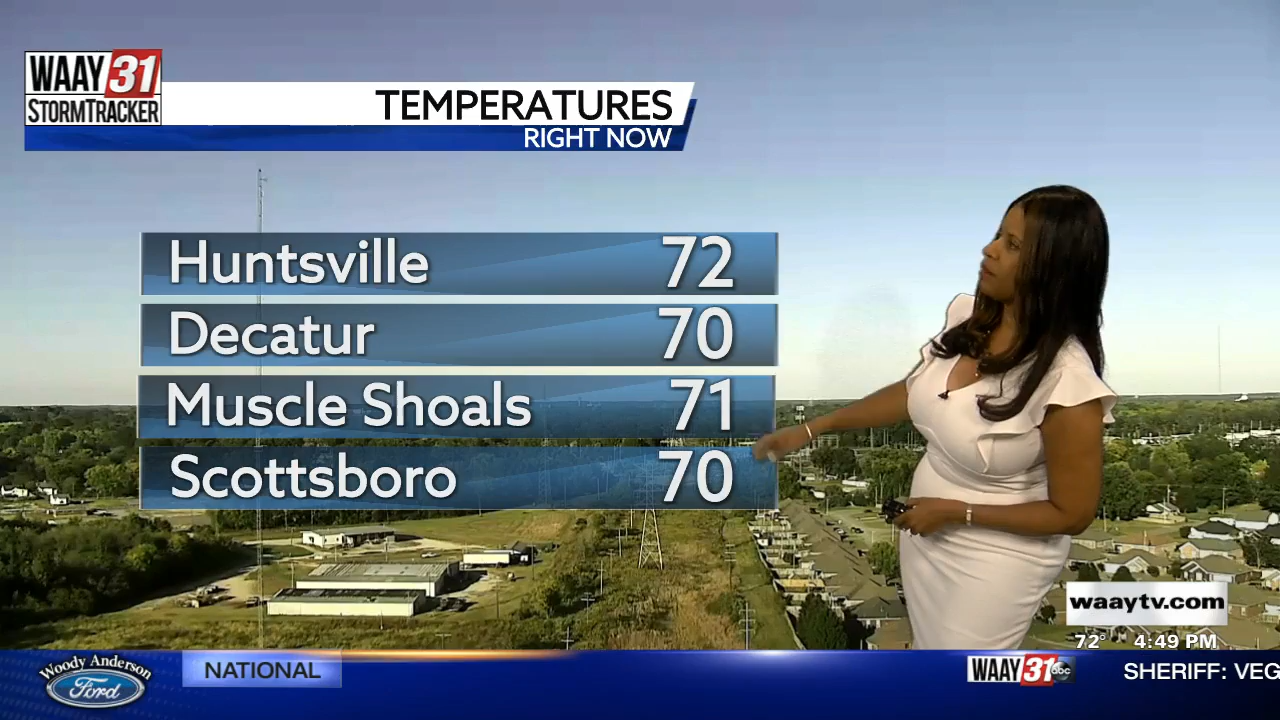 WAAY 31
STORMTRACKER
TEMPERATURES
RIGHT NOW
Huntsville 72
Decatur 70
Muscle Shoals 71
Scottsboro 70
waaytv.com
72° 4:49 PM
Woody Anderson
Ford
NATIONAL
WAAY 31 abc
SHERIFF: VEG